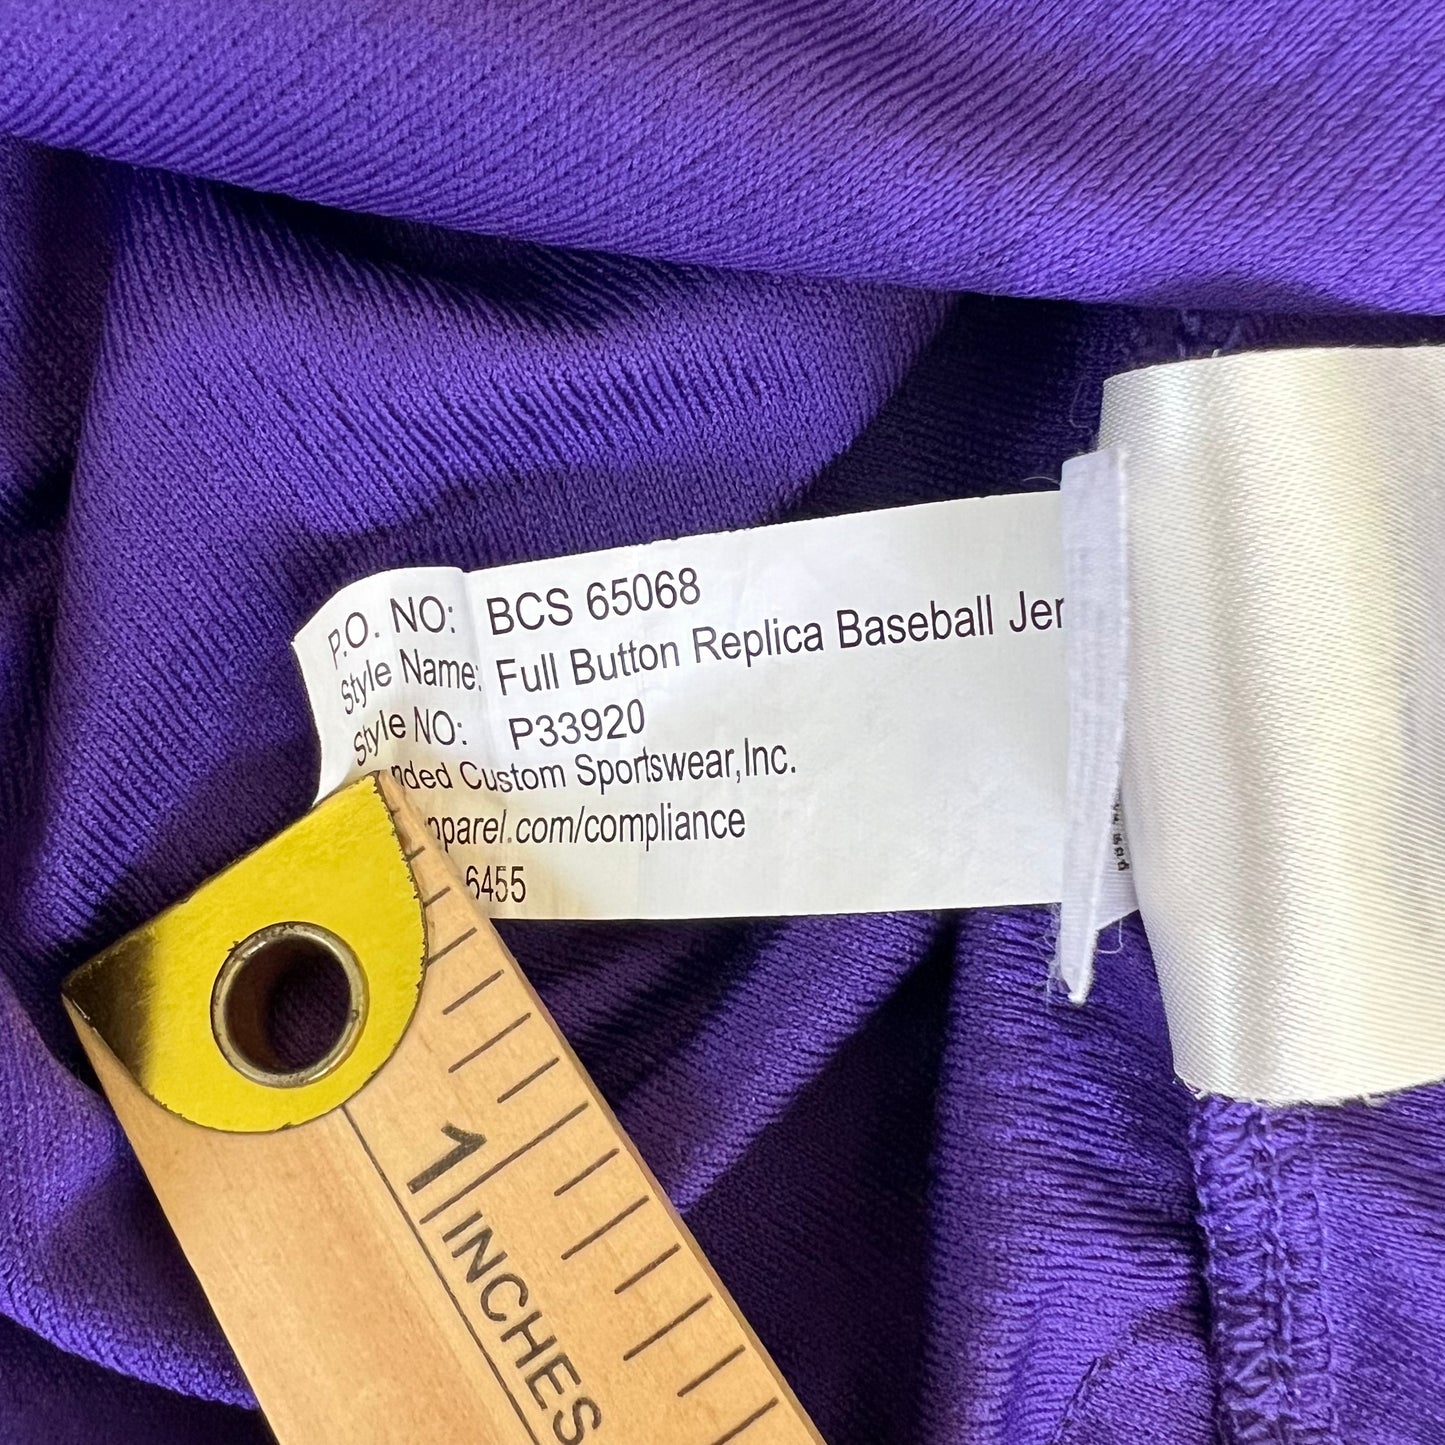 P.O. NO: BCS 65068
Style Name: Full Button Replica Baseball Jer
Style NO: P33920
nded Custom Sportswear,Inc.
pparel.com/compliance
6455
1
INCHES